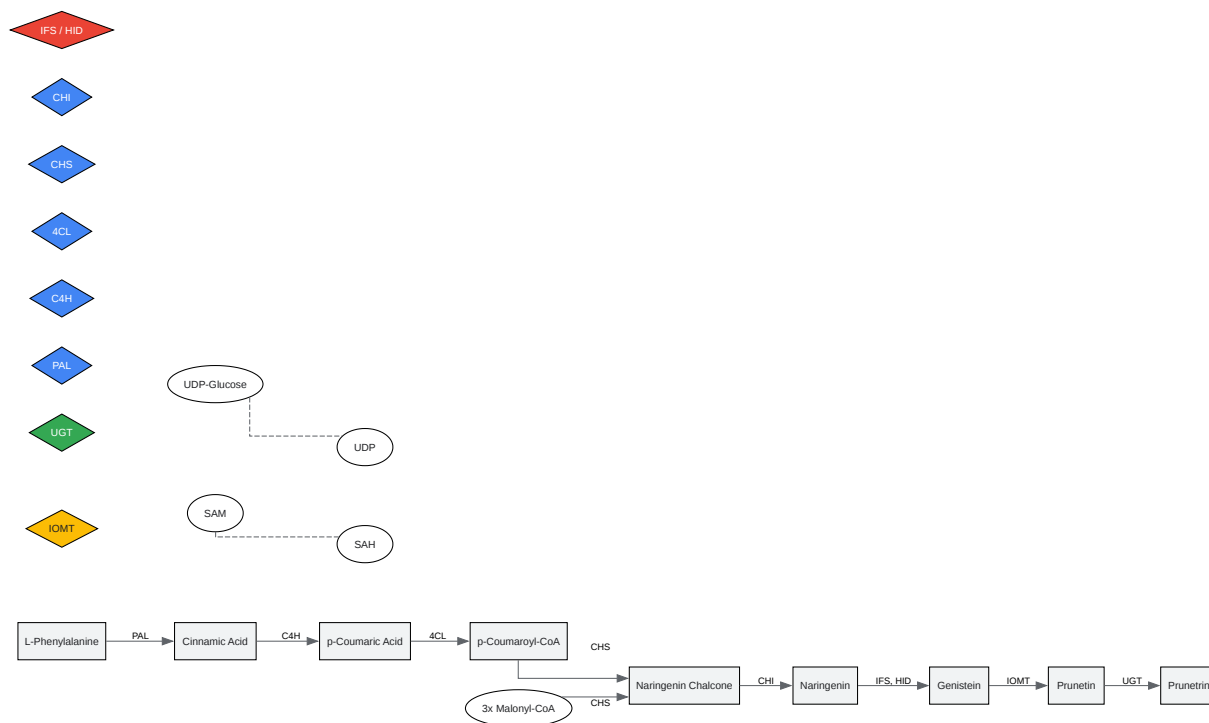 IFS / HID
CHI
CHS
4CL
C4H
PAL
UDP-Glucose
UGT
UDP
SAM
IOMT
SAH
L-Phenylalanine
PAL
Cinnamic Acid
C4H
p-Coumaric Acid
4CL
p-Coumaroyl-CoA
CHS
Naringenin Chalcone
CHI
Naringenin
IFS, HID
Genistein
IOMT
Prunetin
UGT
Prunetrin
3x Malonyl-CoA
CHS